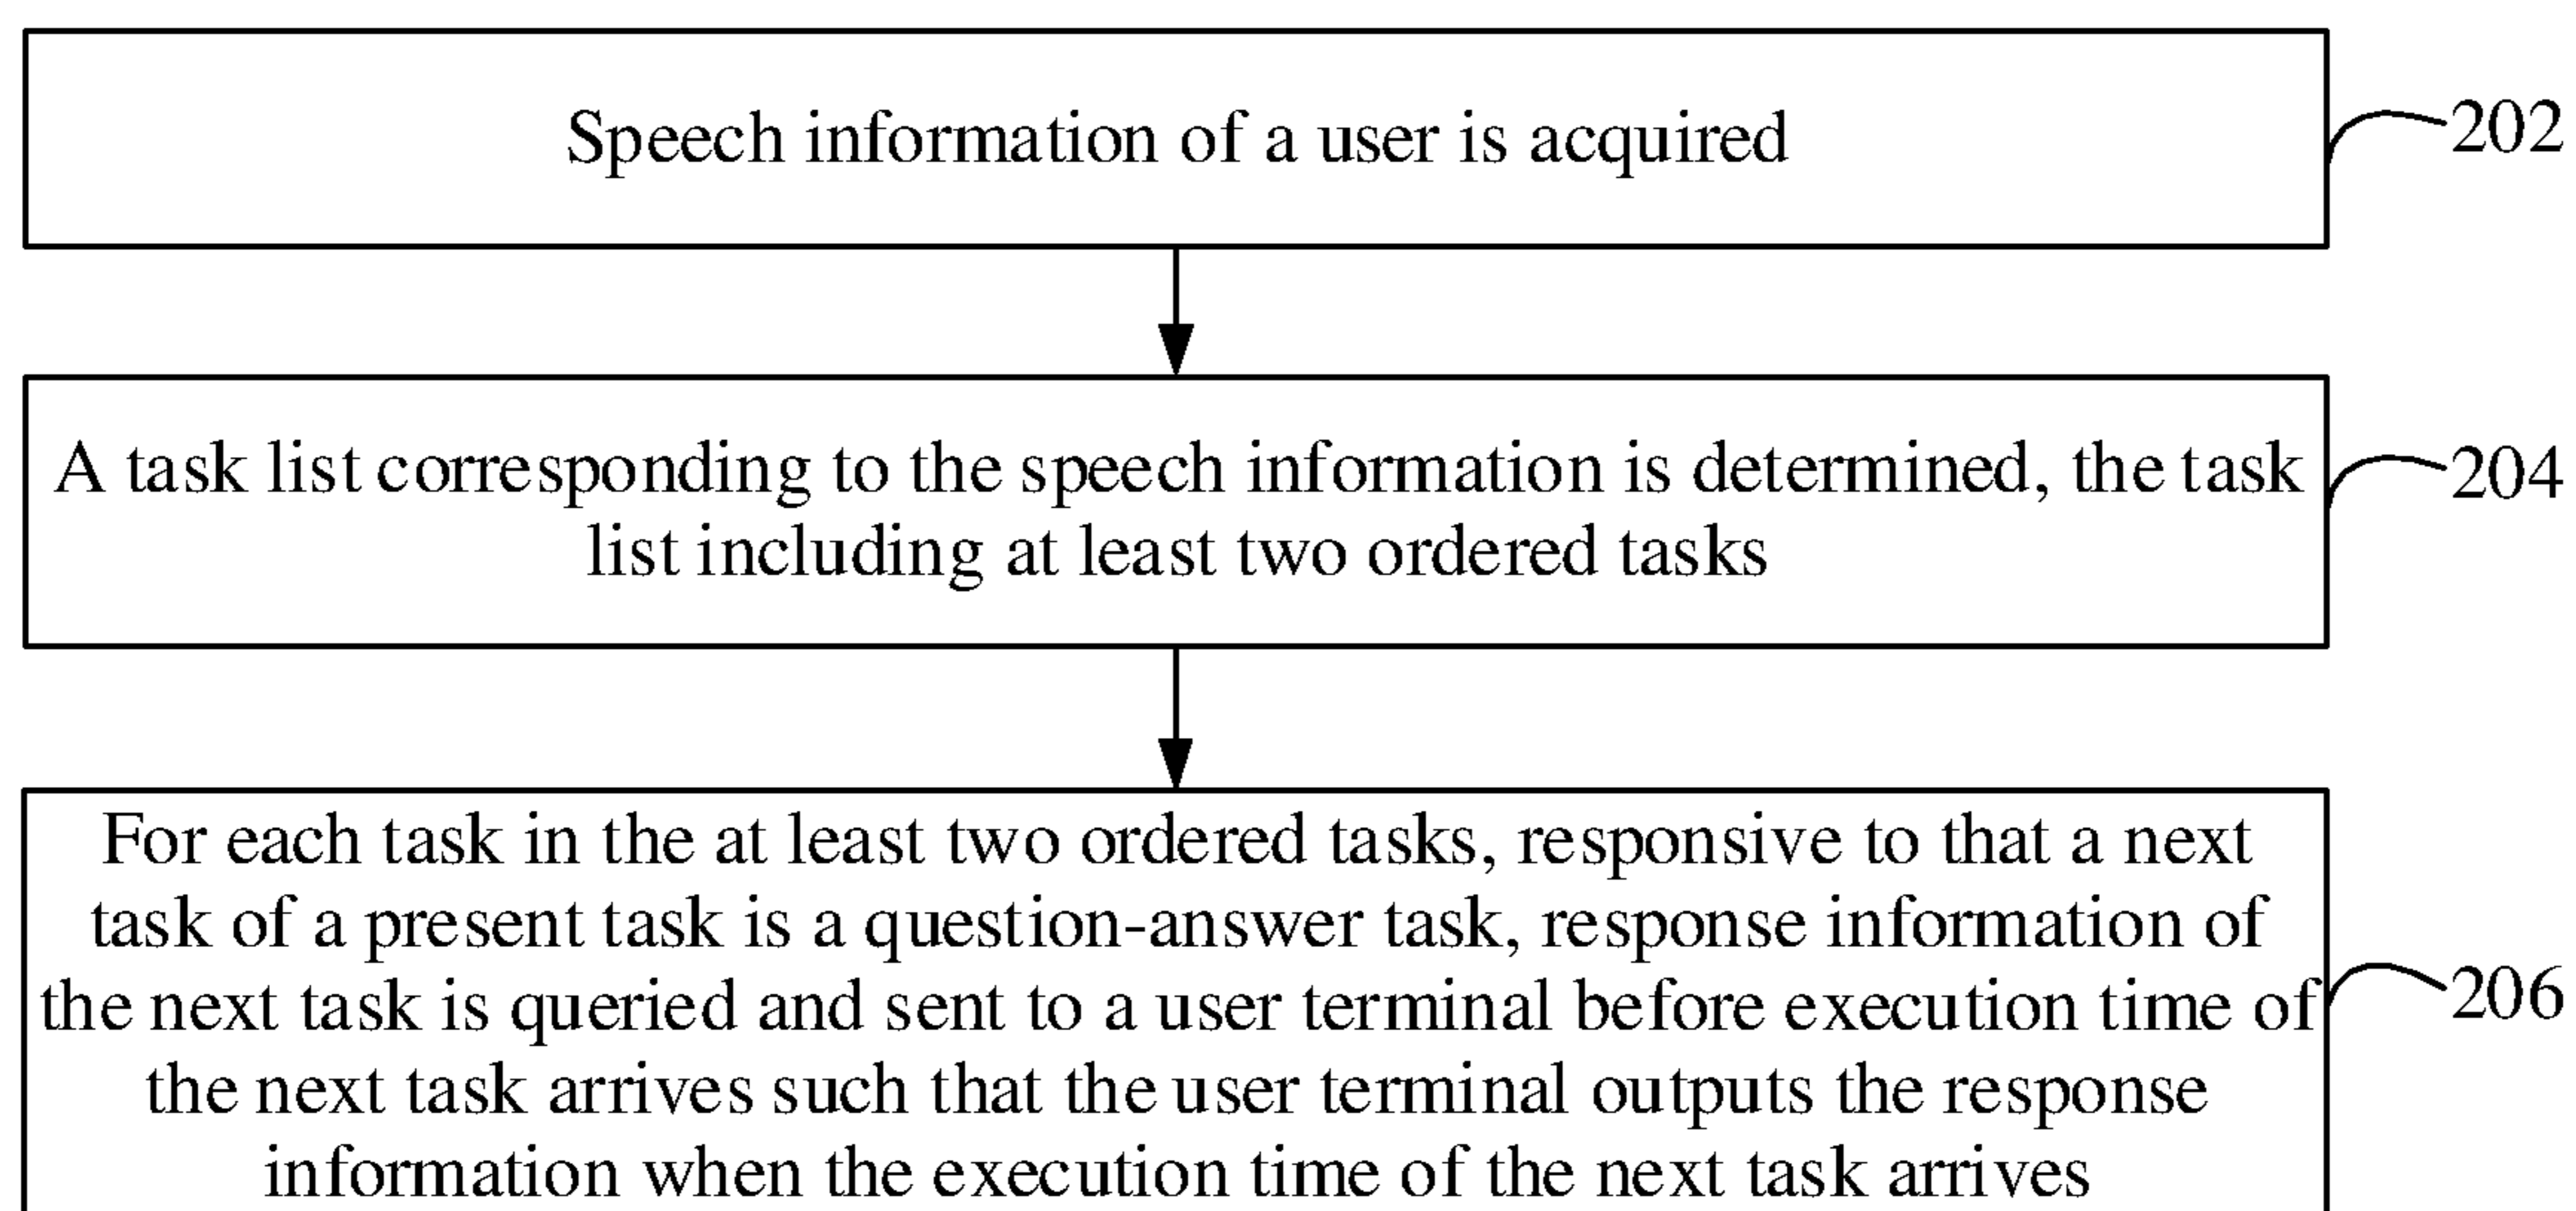 Speech information of a user is acquired
202
A task list corresponding to the speech information is determined, the task
list including at least two ordered tasks
204
For each task in the at least two ordered tasks, responsive to that a next
task of a present task is a question-answer task, response information of
the next task is queried and sent to a user terminal before execution time of
the next task arrives such that the user terminal outputs the response
information when the execution time of the next task arrives
206